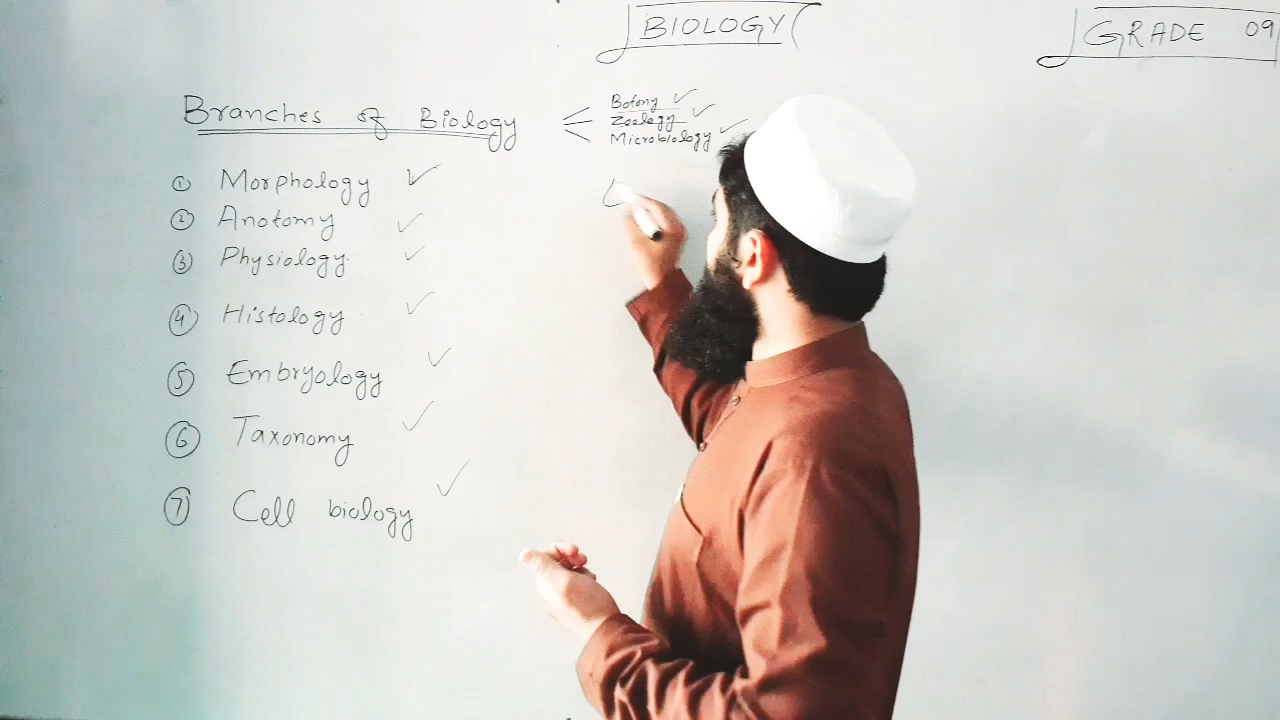 BIOLOGY
GRADE 09
Branches of Biology
Botony
Zoology
Microbiology
① Morphology
② Anotomy
③ Physiology
④ Histology
⑤ Embryology
⑥ Taxonomy
⑦ Cell biology